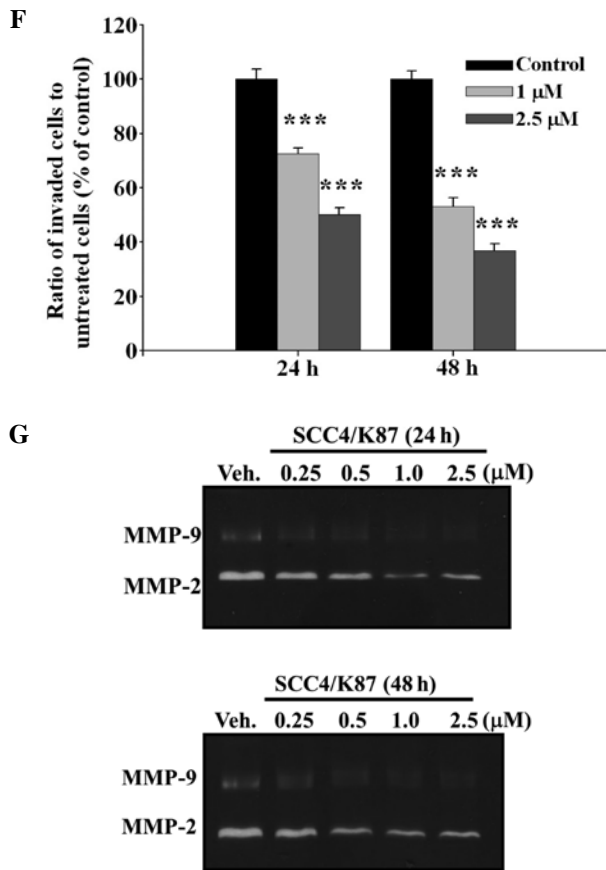 F
120
100
80
60
40
20
0
Ratio of invaded cells to
untreated cells (% of control)
Control
1 μM
2.5 μM
***
***
***
***
24 h
48 h
G
SCC4/K87 (24 h)
Veh. 0.25 0.5 1.0 2.5 (μM)
MMP-9
MMP-2
SCC4/K87 (48 h)
Veh. 0.25 0.5 1.0 2.5 (μM)
MMP-9
MMP-2